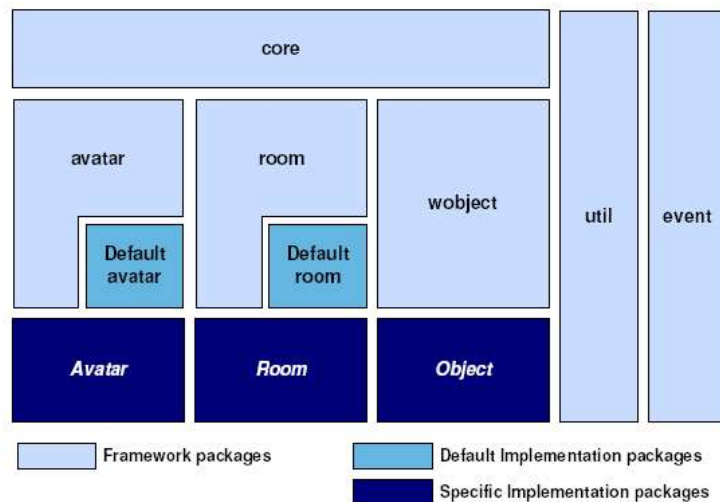 core
avatar
room
wobject
util
event
Default
avatar
Default
room
Avatar
Room
Object
Framework packages
Default Implementation packages
Specific Implementation packages